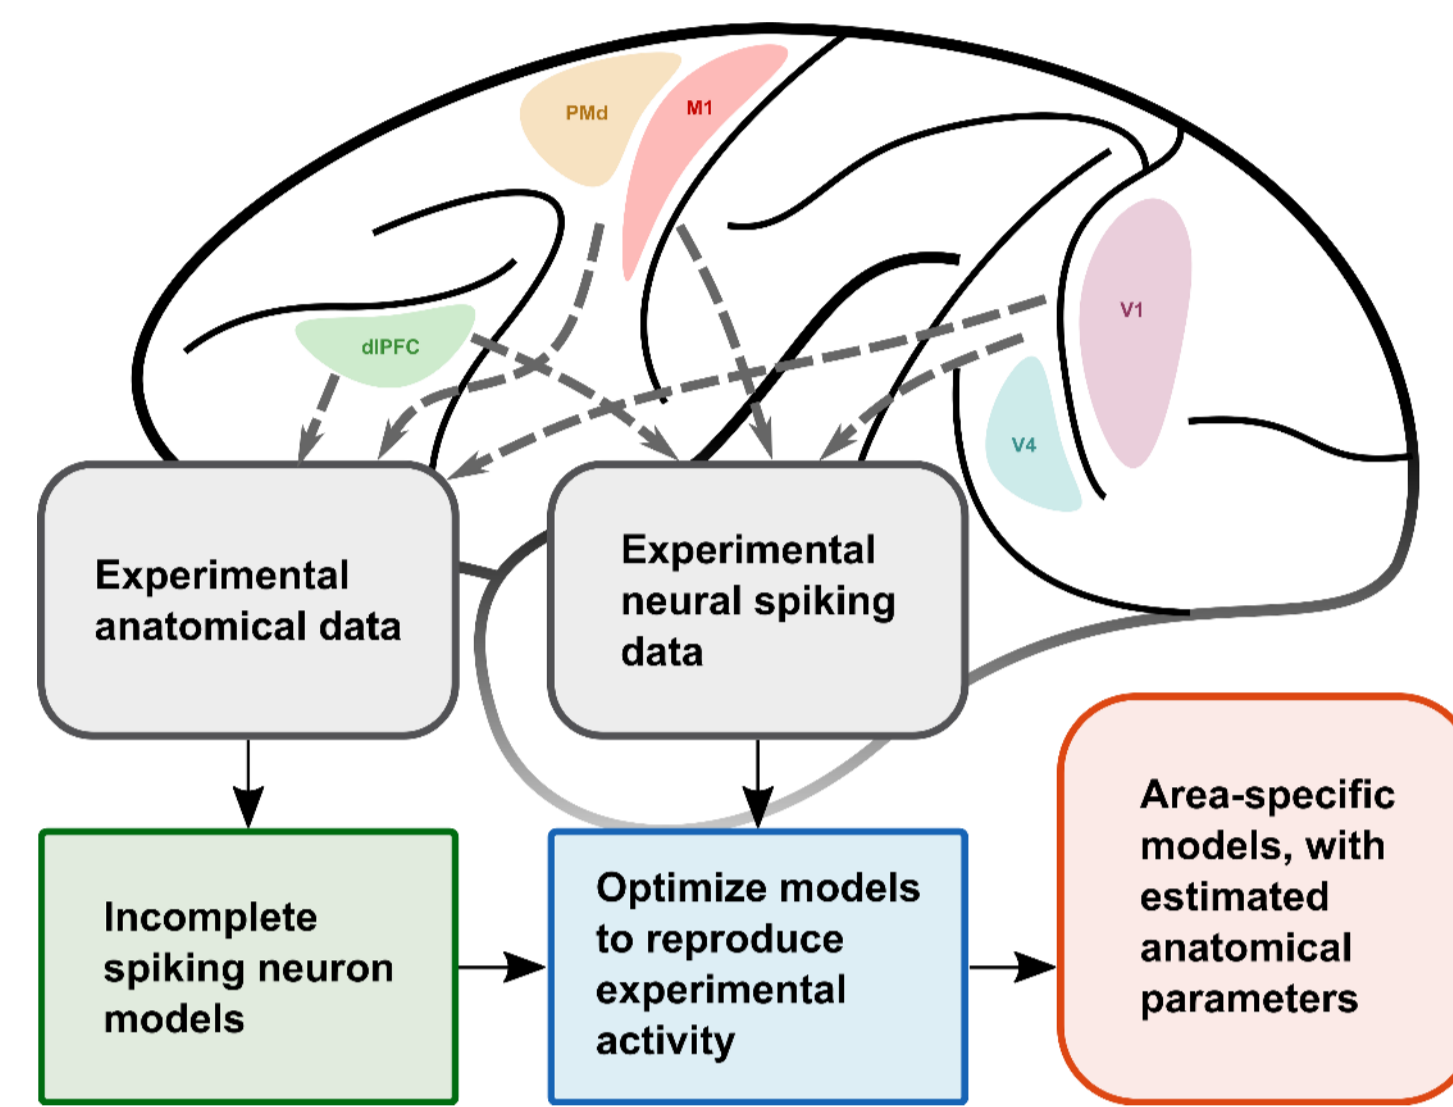 PMd
M1
V1
dlPFC
V4
Experimental
anatomical data
Experimental
neural spiking
data
Incomplete
spiking neuron
models
Optimize models
to reproduce
experimental
activity
Area-specific
models, with
estimated
anatomical
parameters